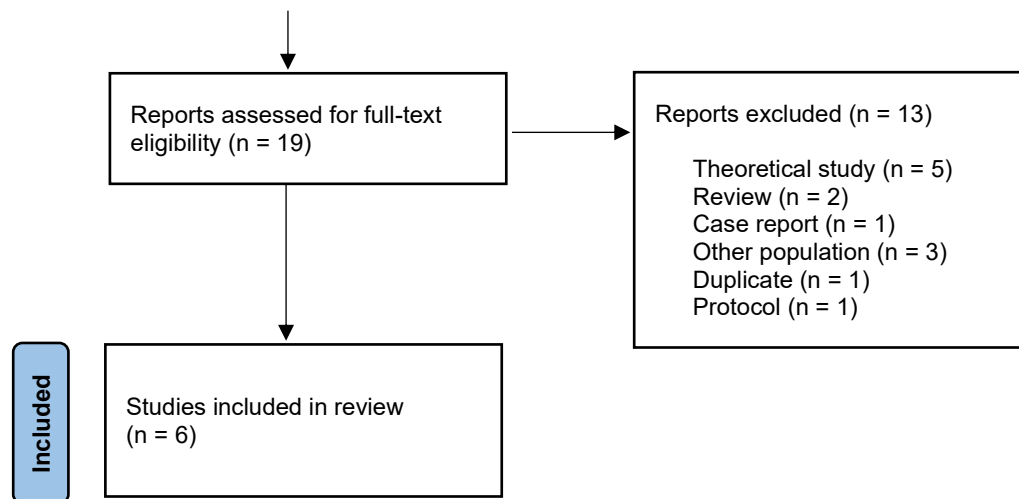 Reports assessed for full-text
eligibility (n = 19)
Reports excluded (n = 13)
Theoretical study (n = 5)
Review (n = 2)
Case report (n = 1)
Other population (n = 3)
Duplicate (n = 1)
Protocol (n = 1)
Included
Studies included in review
(n = 6)